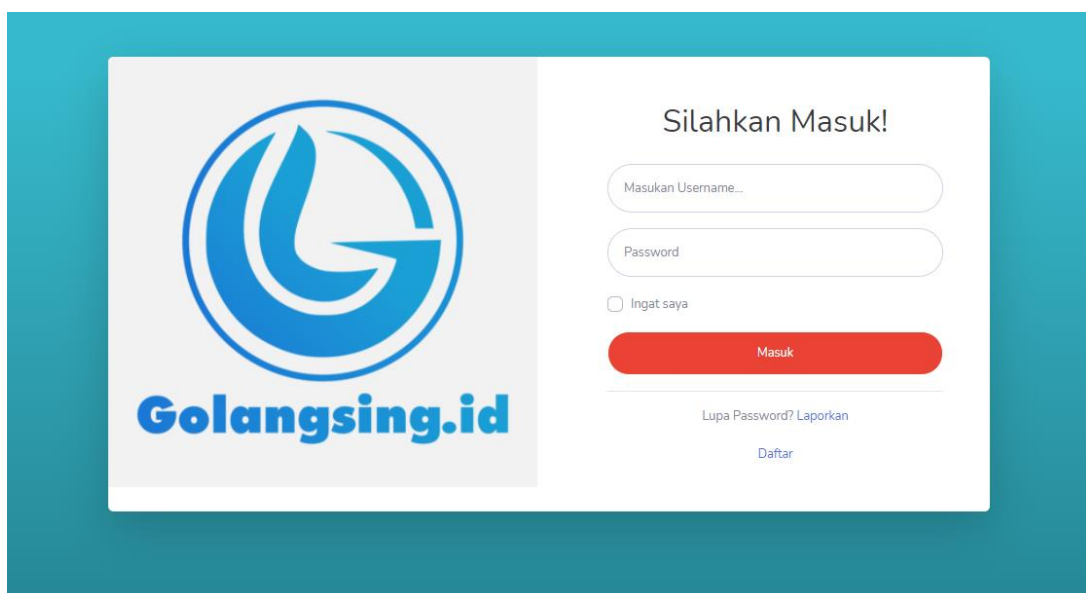 Golangsing.id
Silahkan Masuk!
Masukan Username...
Password
Ingat saya
Masuk
Lupa Password? Laporkan
Daftar